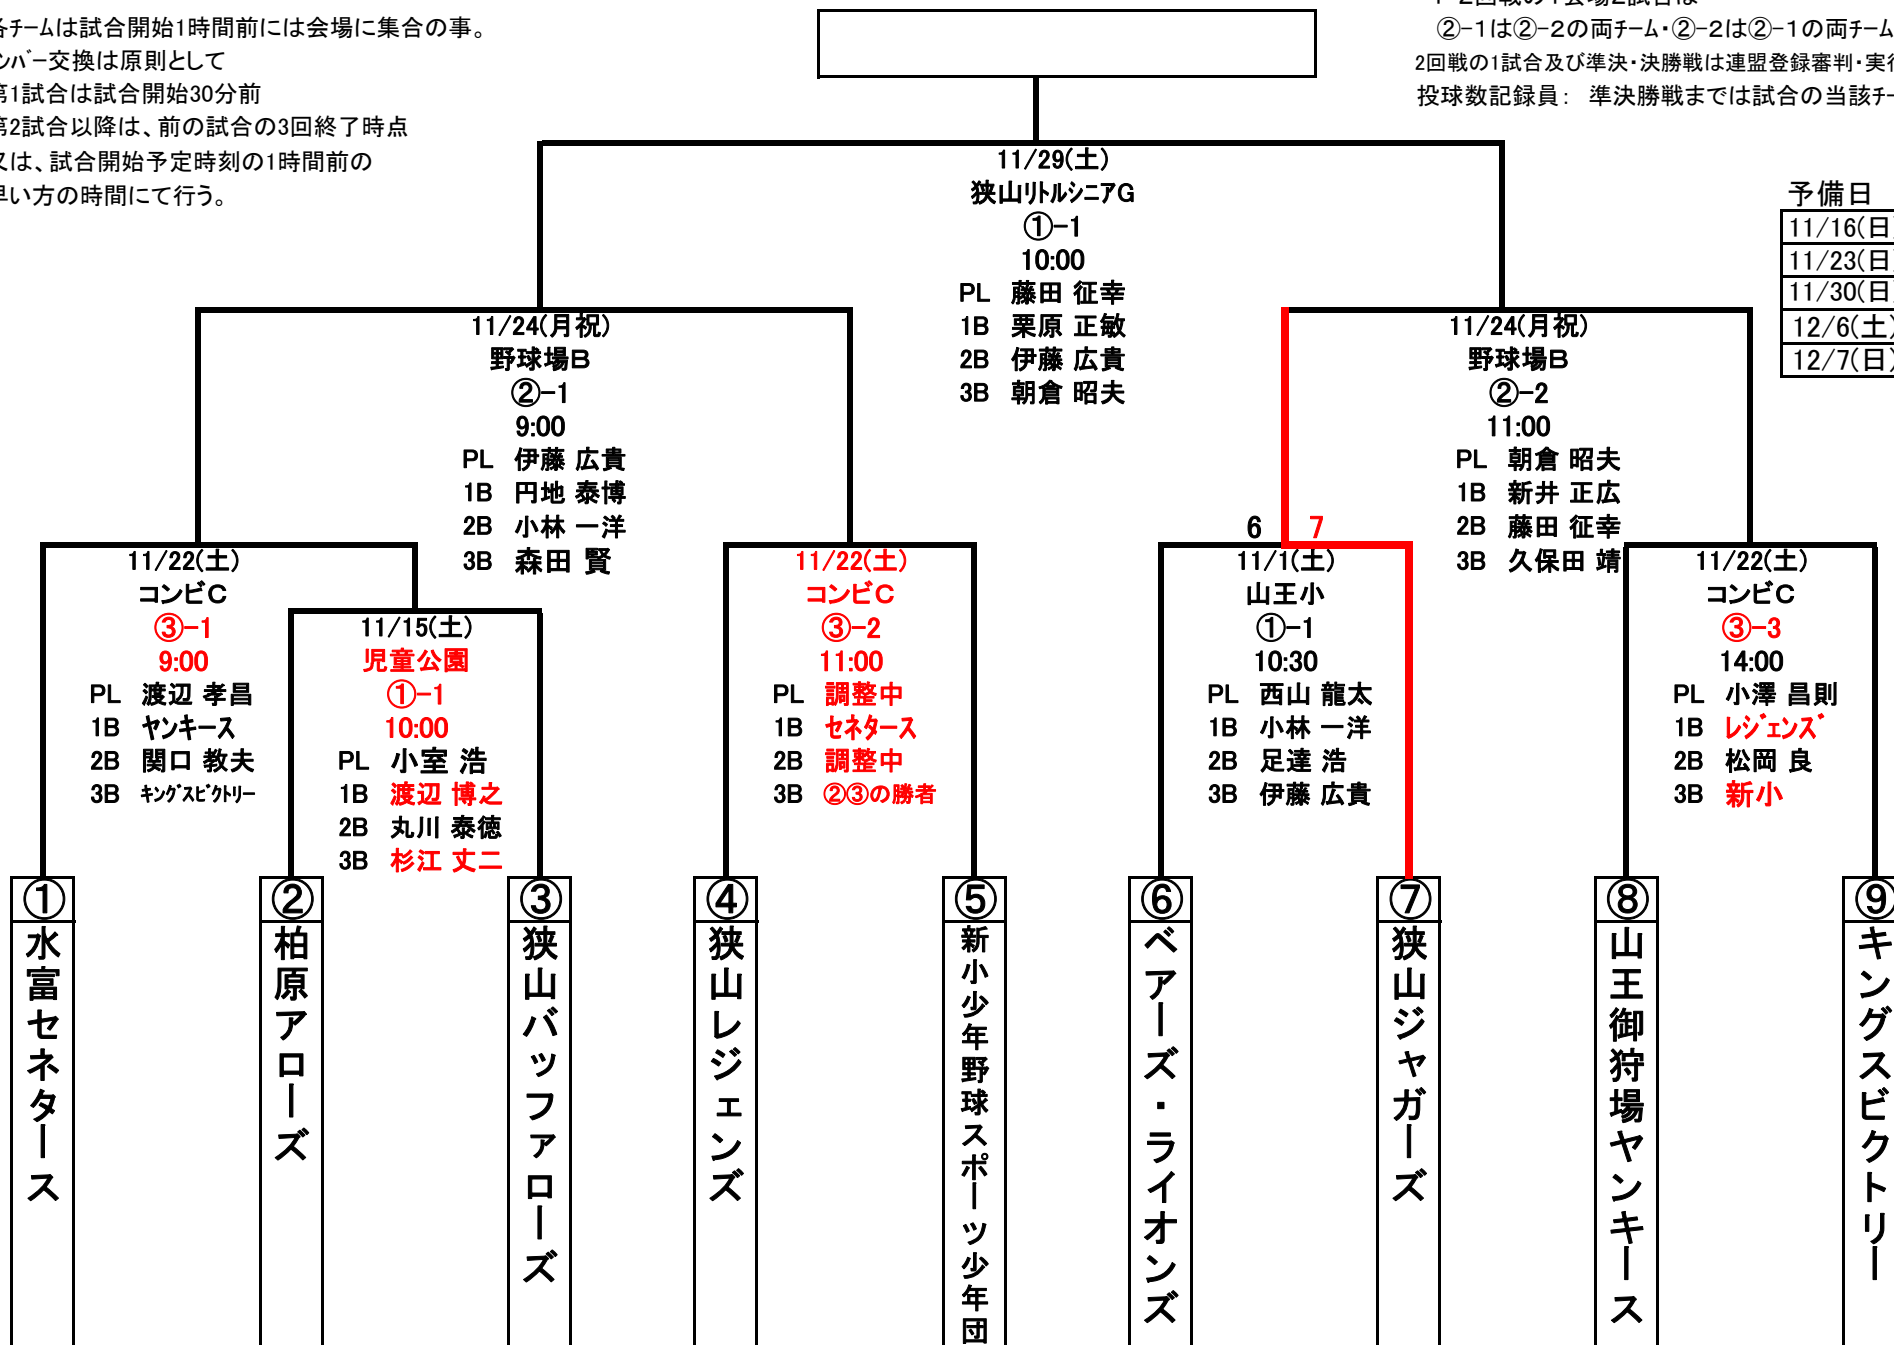 各チームは試合開始1時間前には会場に集合の事。
ンバー交換は原則として
第1試合は試合開始30分前
第2試合以降は、前の試合の3回終了時点
又は、試合開始予定時刻の1時間前の
早い方の時間にて行う。
1・2回戦の1会場2試合は
②-1は②-2の両チーム・②-2は②-1の両チーム
2回戦の1試合及び準決・決勝戦は連盟登録審判・実行
投球数記録員： 準決勝戦までは試合の当該チー
予備日
11/16(日)
11/23(日)
11/30(日)
12/6(土)
12/7(日)
11/29(土)
狭山リトルシニアG
①-1
10:00
PL 藤田 征幸
1B 栗原 正敏
2B 伊藤 広貴
3B 朝倉 昭夫
11/24(月祝)
野球場B
②-1
9:00
PL 伊藤 広貴
1B 円地 泰博
2B 小林 一洋
3B 森田 賢
11/24(月祝)
野球場B
②-2
11:00
PL 朝倉 昭夫
1B 新井 正広
2B 藤田 征幸
3B 久保田 靖
11/22(土)
コンビC
③-1
9:00
PL 渡辺 孝昌
1B ヤンキース
2B 関口 教夫
3B キングスビクトリー
11/15(土)
児童公園
①-1
10:00
PL 小室 浩
1B 渡辺 博之
2B 丸川 泰徳
3B 杉江 丈二
11/22(土)
コンビC
③-2
11:00
PL 調整中
1B セネタース
2B 調整中
3B ②③の勝者
6 7
11/1(土)
山王小
①-1
10:30
PL 西山 龍太
1B 小林 一洋
2B 足達 浩
3B 伊藤 広貴
11/22(土)
コンビC
③-3
14:00
PL 小澤 昌則
1B レジェンズ
2B 松岡 良
3B 新小
①
水富セネタース
②
柏原アローズ
③
狭山バッファローズ
④
狭山レジェンズ
⑤
新小少年野球スポーツ少年団
⑥
ベアーズ・ライオンズ
⑦
狭山ジャガーズ
⑧
山王御狩場ヤンキース
⑨
キングスビクトリー